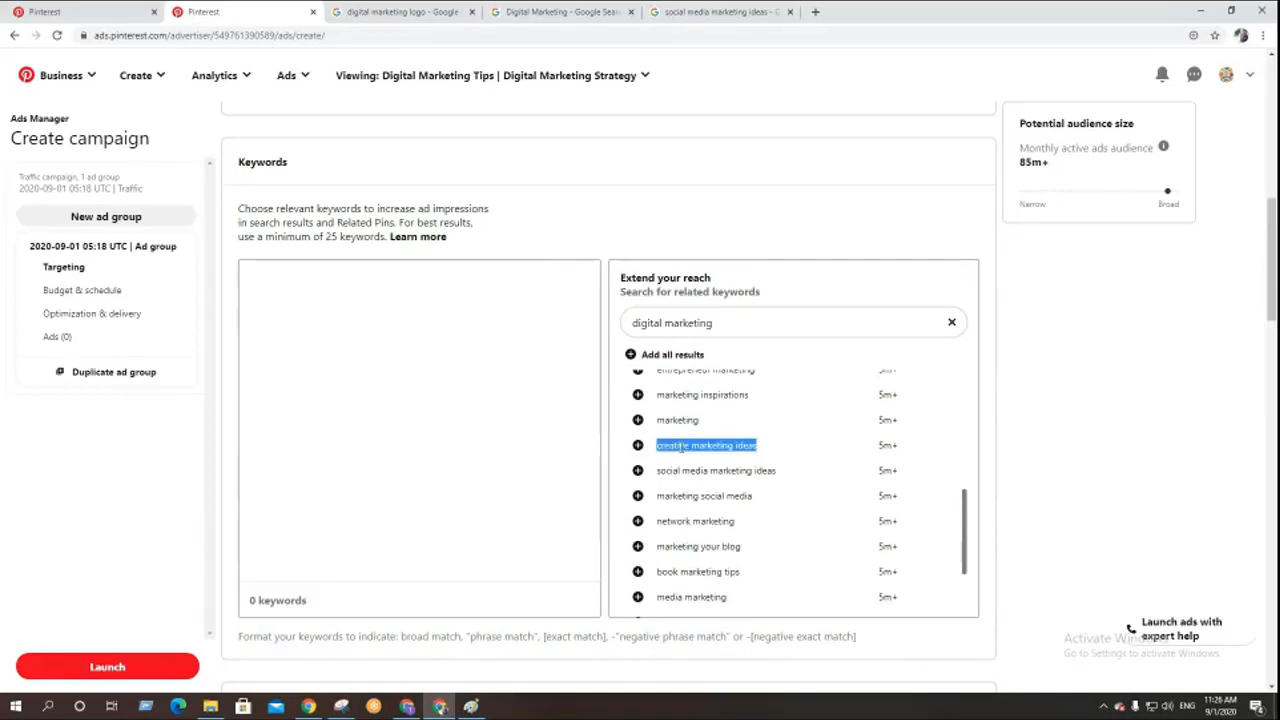 Pinterest
Pinterest
digital marketing logo - Google
Digital Marketing - Google Sear
social media marketing ideas - G
ads.pinterest.com/advertiser/549761390589/ads/create/
Business
Create
Analytics
Ads
Viewing: Digital Marketing Tips | Digital Marketing Strategy
Ads Manager
Create campaign
Traffic campaign, 1 ad group
2020-09-01 05:18 UTC | Traffic
New ad group
2020-09-01 05:18 UTC | Ad group
Targeting
Budget & schedule
Optimization & delivery
Ads (0)
Duplicate ad group
Launch
Keywords
Choose relevant keywords to increase ad impressions
in search results and Related Pins. For best results,
use a minimum of 25 keywords. Learn more
0 keywords
Extend your reach
Search for related keywords
digital marketing
Add all results
entrepreneur marketing 5m+
marketing inspirations 5m+
marketing 5m+
creative marketing ideas 5m+
social media marketing ideas 5m+
marketing social media 5m+
network marketing 5m+
marketing your blog 5m+
book marketing tips 5m+
media marketing 5m+
Format your keywords to indicate: broad match, "phrase match", [exact match], -"negative phrase match" or -[negative exact match]
Potential audience size
Monthly active ads audience
85m+
Narrow
Broad
Launch ads with
expert help
Activate Windows
Go to Settings to activate Windows.
ENG
11:26 AM
9/1/2020